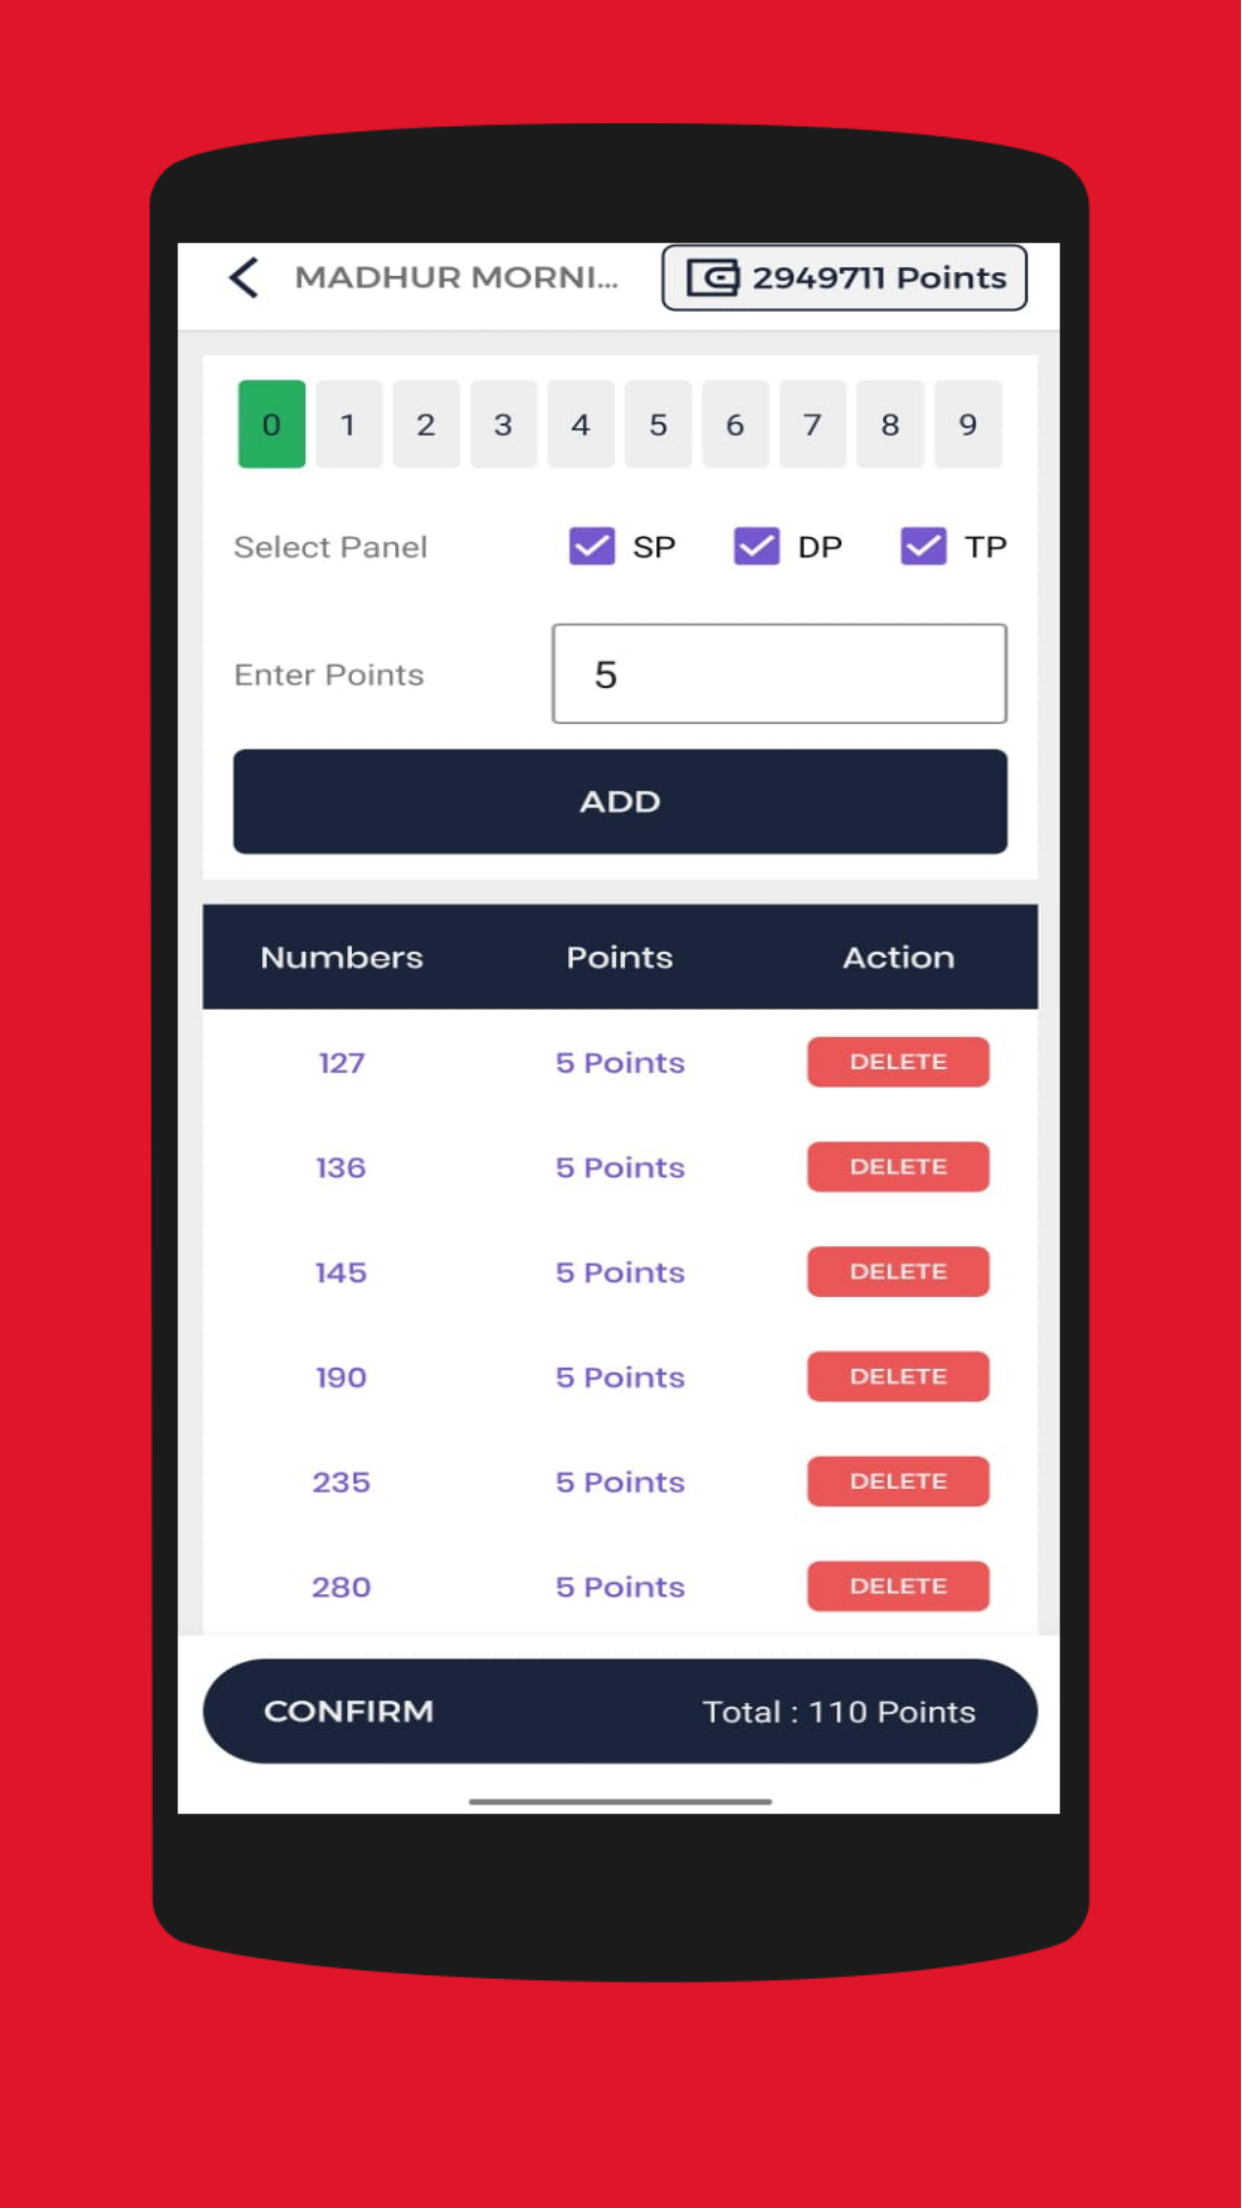 MADHUR MORNI... 2949711 Points
0 1 2 3 4 5 6 7 8 9
Select Panel SP DP TP
Enter Points 5
ADD
Numbers Points Action
127 5 Points DELETE
136 5 Points DELETE
145 5 Points DELETE
190 5 Points DELETE
235 5 Points DELETE
280 5 Points DELETE
CONFIRM Total : 110 Points